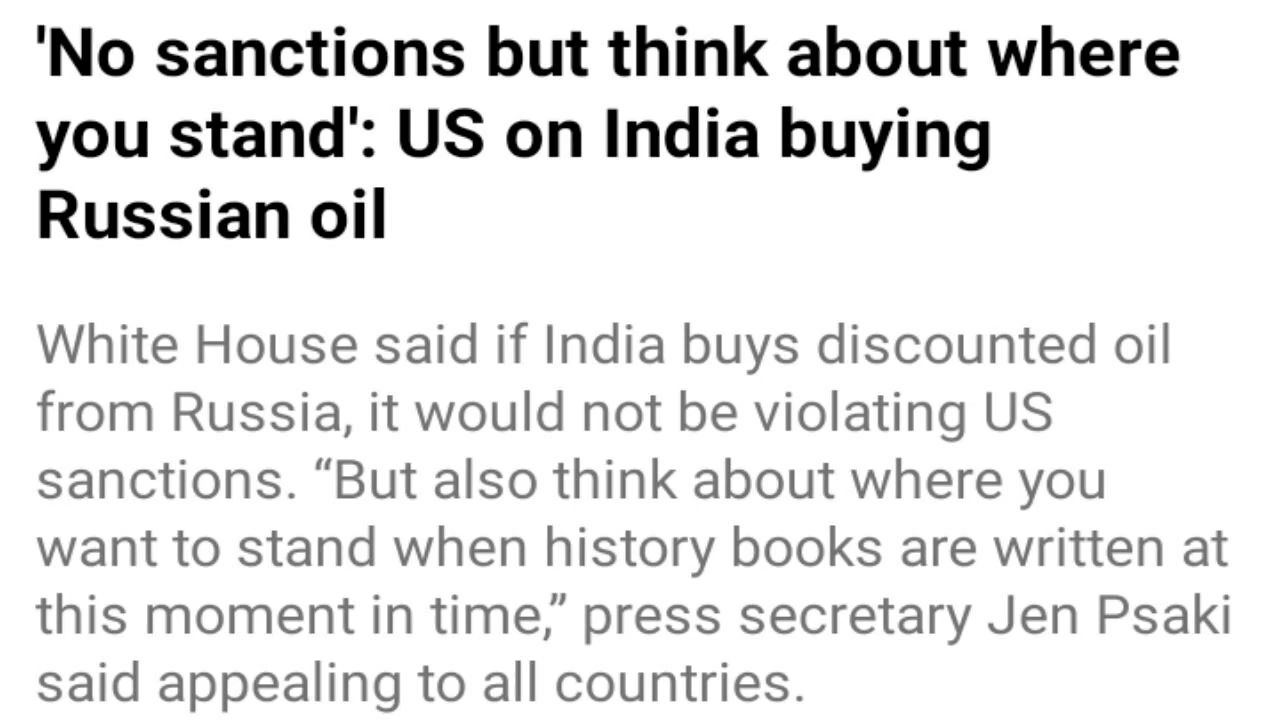 'No sanctions but think about where
you stand': US on India buying
Russian oil
White House said if India buys discounted oil
from Russia, it would not be violating US
sanctions. “But also think about where you
want to stand when history books are written at
this moment in time,” press secretary Jen Psaki
said appealing to all countries.